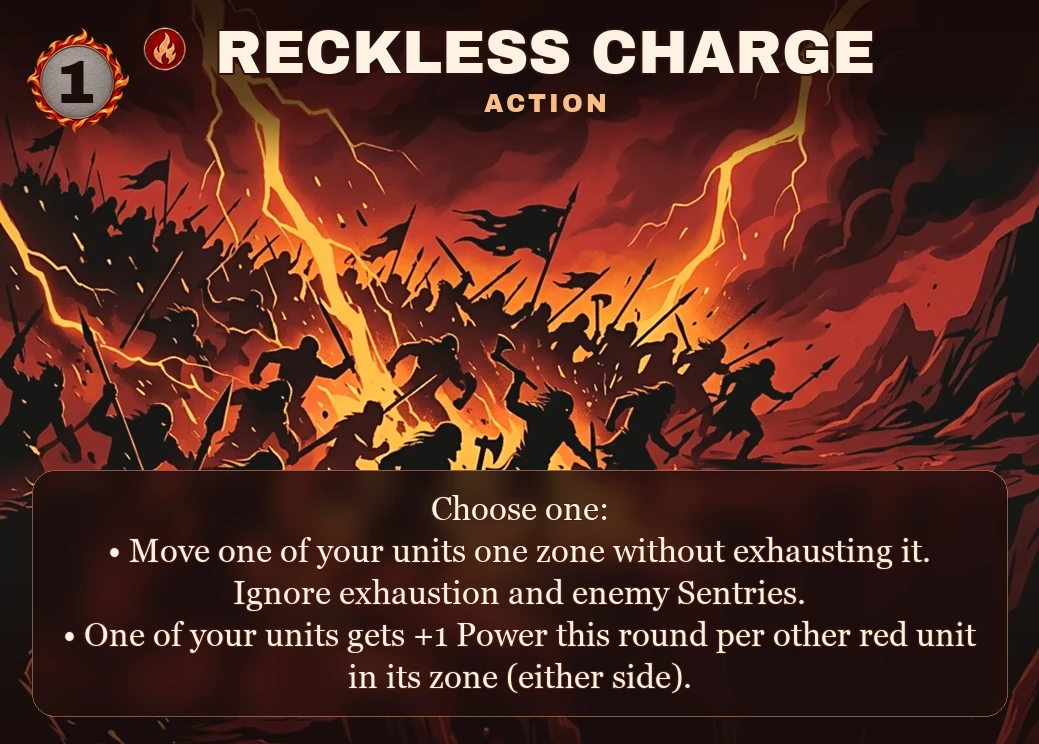 1
RECKLESS CHARGE
ACTION
Choose one:
• Move one of your units one zone without exhausting it.
Ignore exhaustion and enemy Sentries.
• One of your units gets +1 Power this round per other red unit
in its zone (either side).